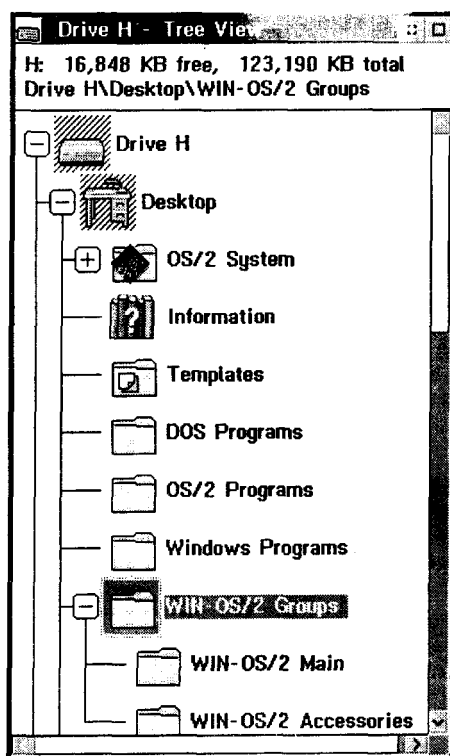 Drive H - Tree View
H: 16,848 KB free, 123,190 KB total
Drive H\Desktop\WIN-OS/2 Groups
Drive H
Desktop
OS/2 System
Information
Templates
DOS Programs
OS/2 Programs
Windows Programs
WIN-OS/2 Groups
WIN-OS/2 Main
WIN-OS/2 Accessories